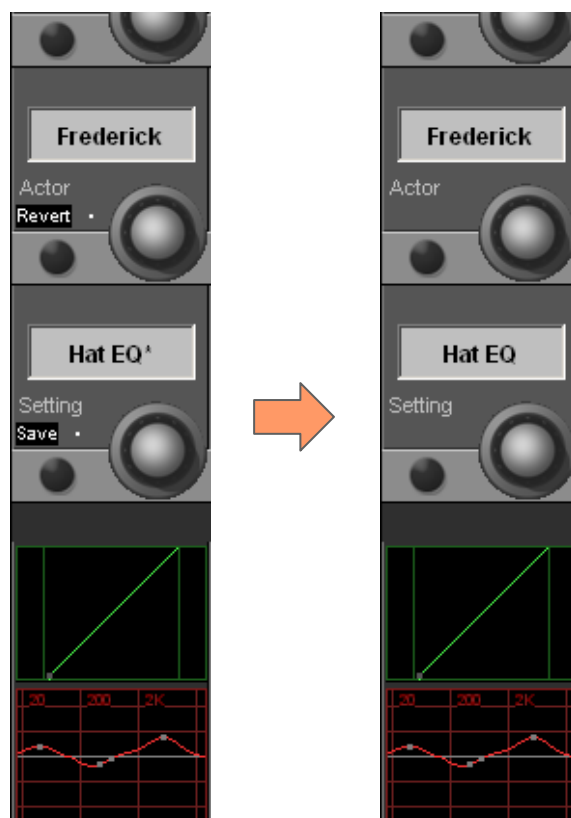 Frederick
Actor
Revert
Hat EQ*
Setting
Save
20 200 2K
Frederick
Actor
Hat EQ
Setting
20 200 2K